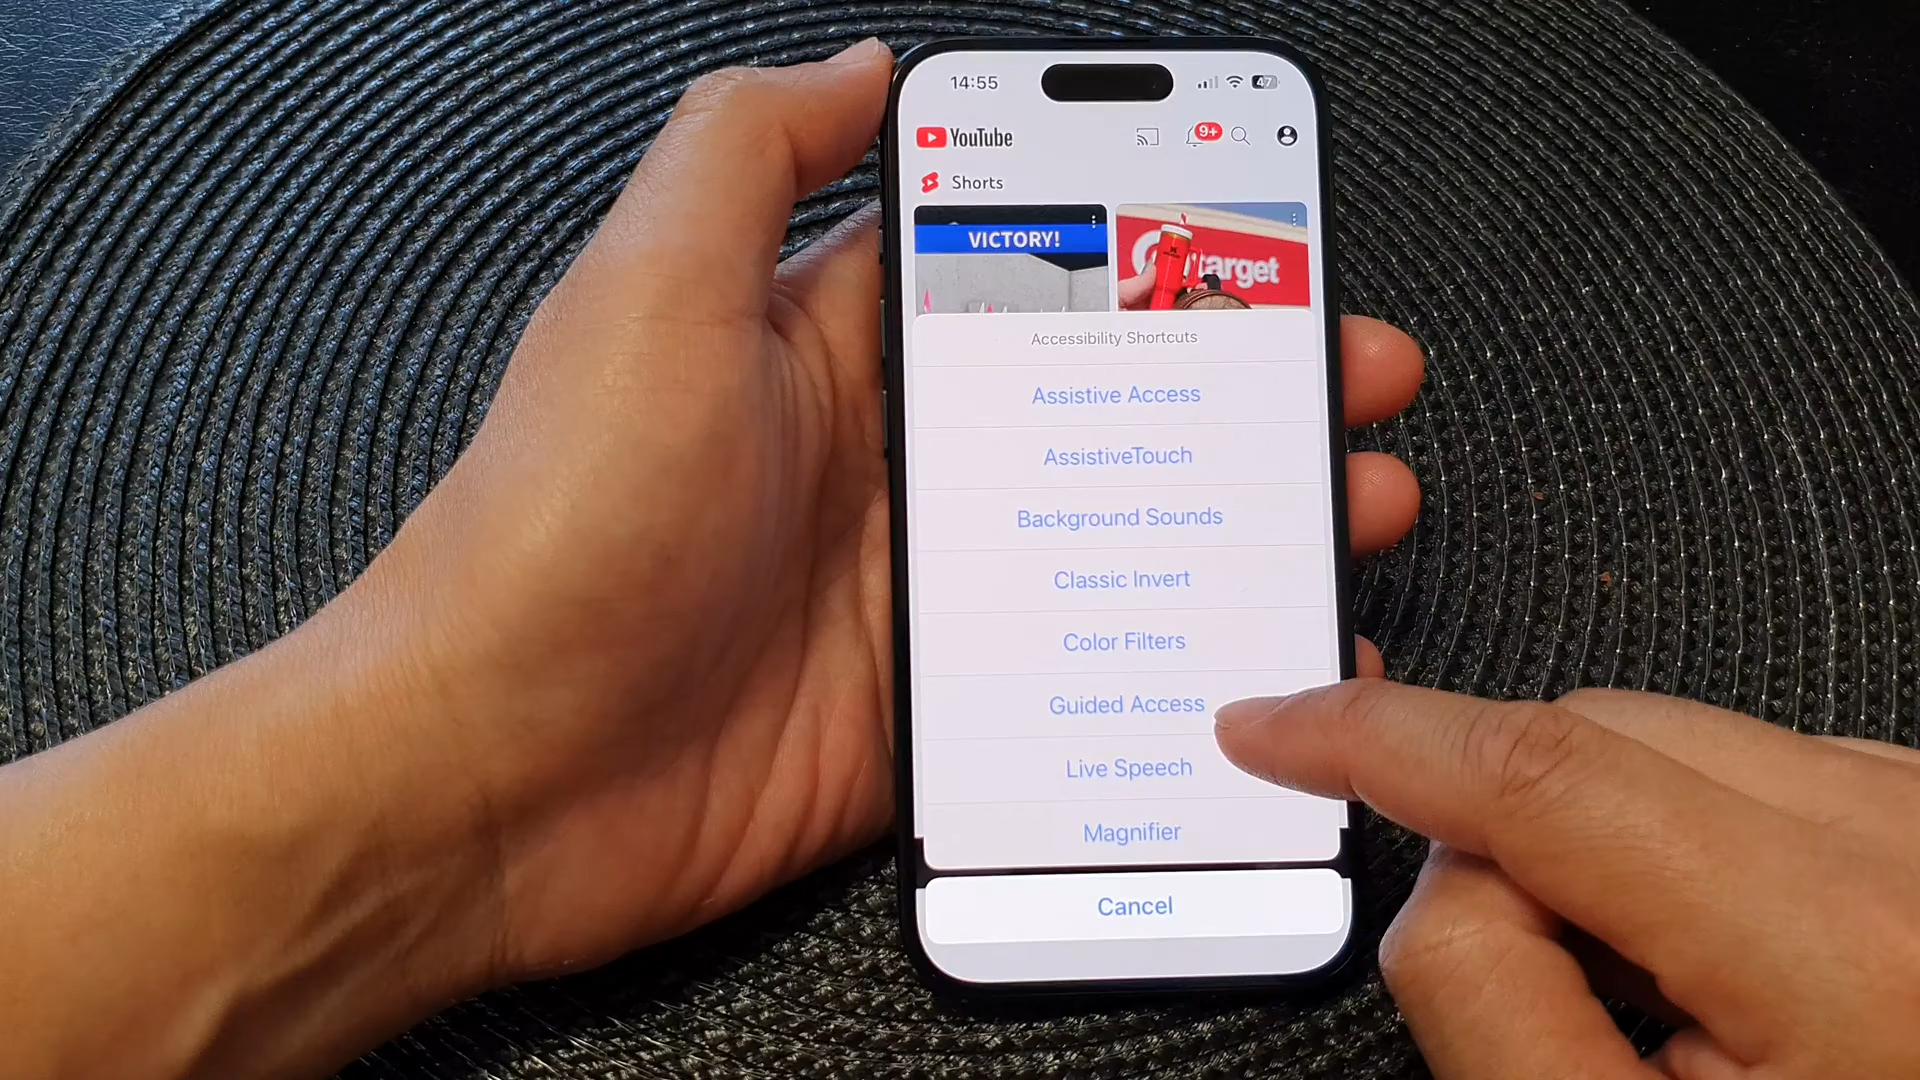 14:55
47
YouTube
9+
Shorts
VICTORY!
target
Accessibility Shortcuts
Assistive Access
AssistiveTouch
Background Sounds
Classic Invert
Color Filters
Guided Access
Live Speech
Magnifier
Cancel